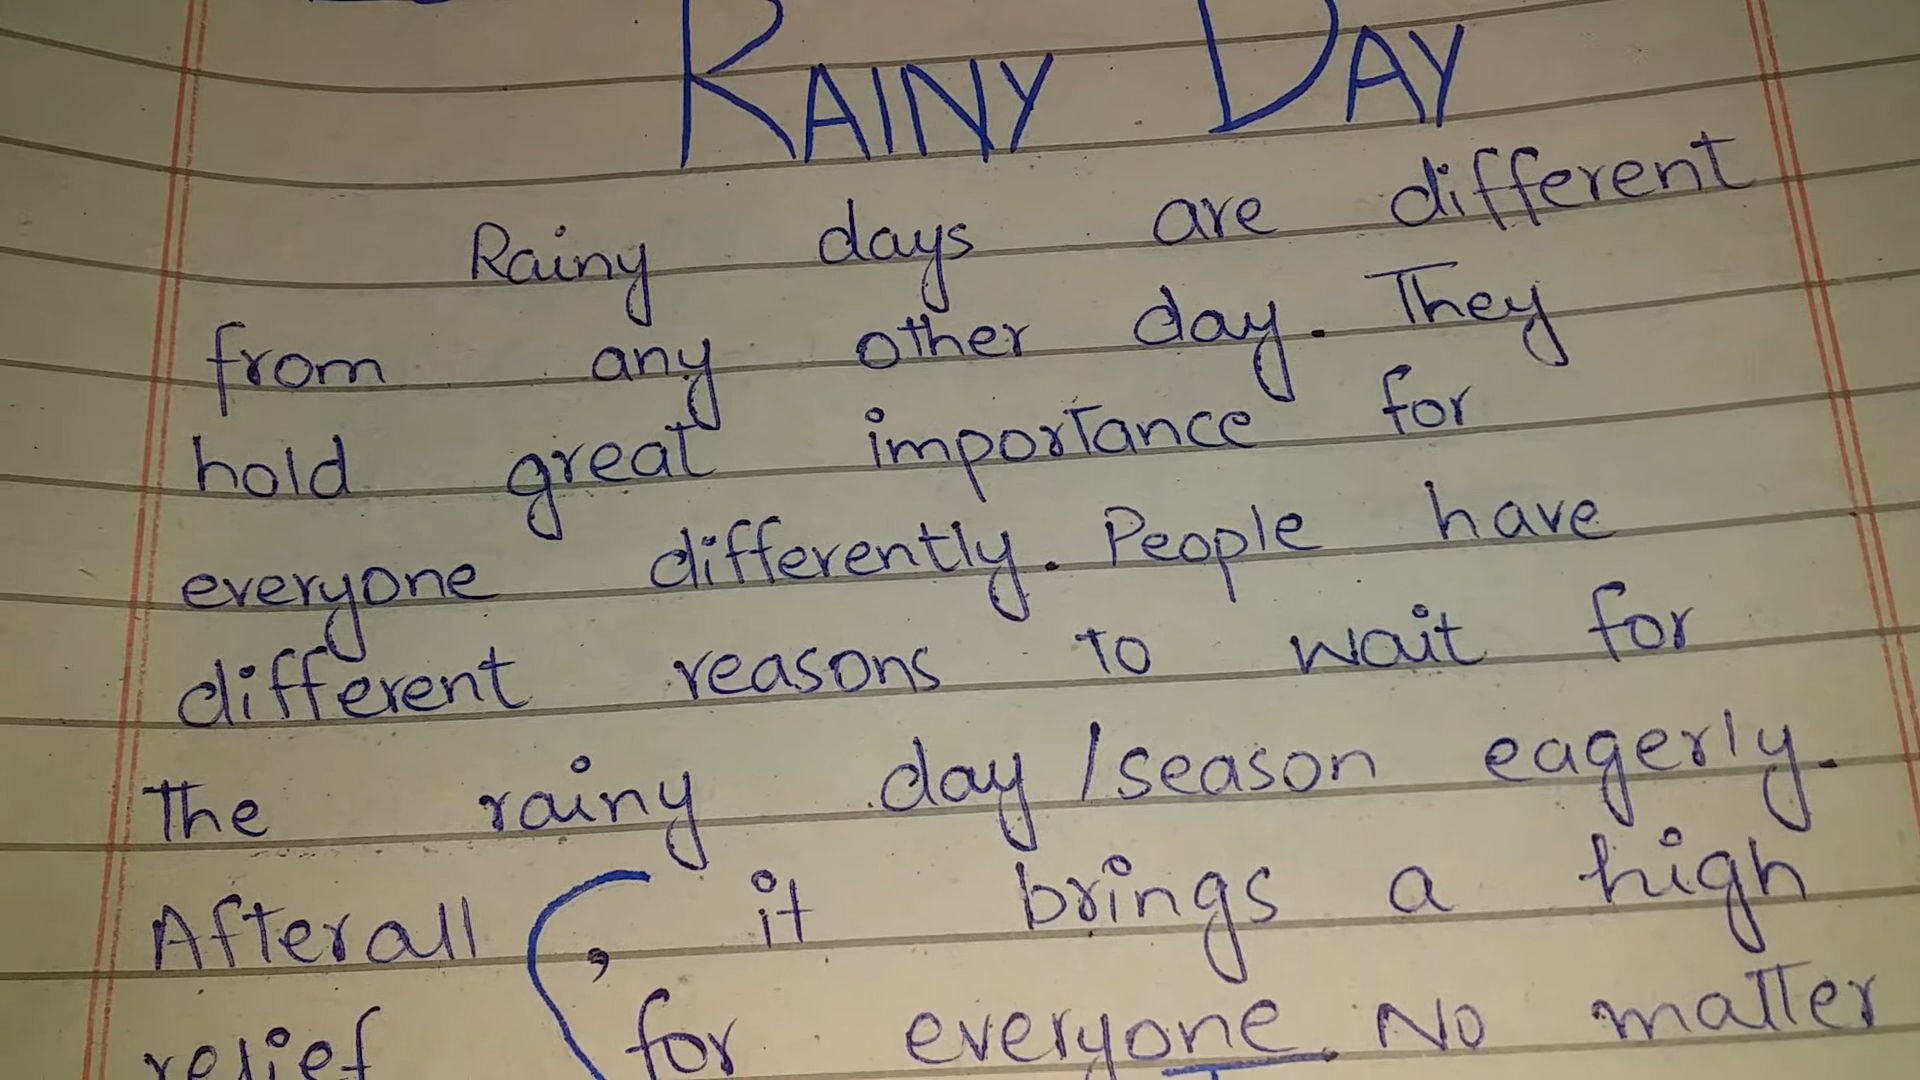 RAINY DAY
Rainy days are different
from any other day. They
hold great importance for
everyone differently. People have
different reasons to wait for
the rainy day / season eagerly.
Afterall, it brings a high
relief for everyone. No matter